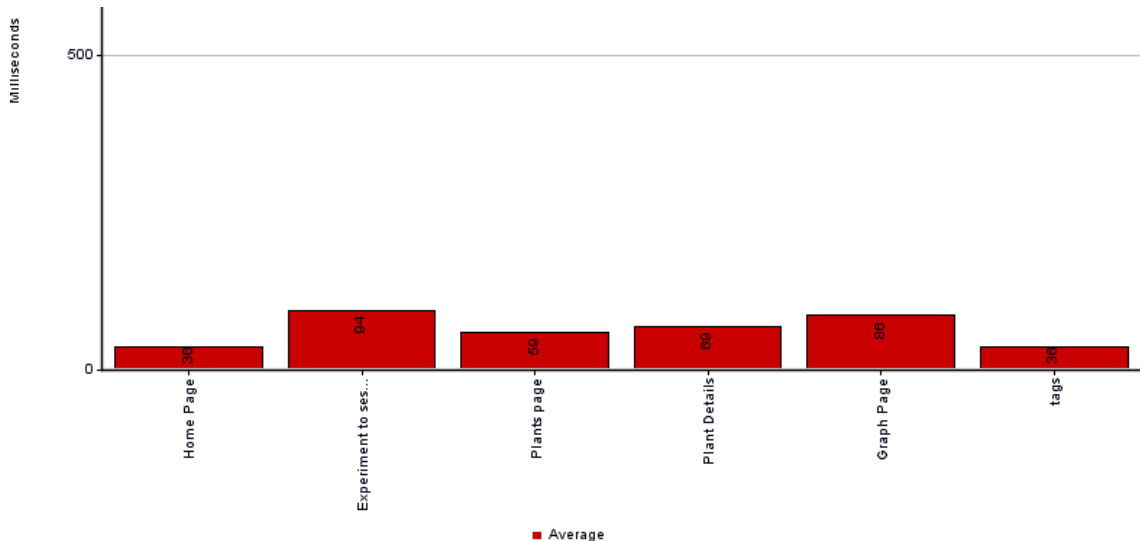 Milliseconds
500
0
36
94
59
69
86
36
Home Page
Experiment to ses...
Plants page
Plant Details
Graph Page
tags
Average